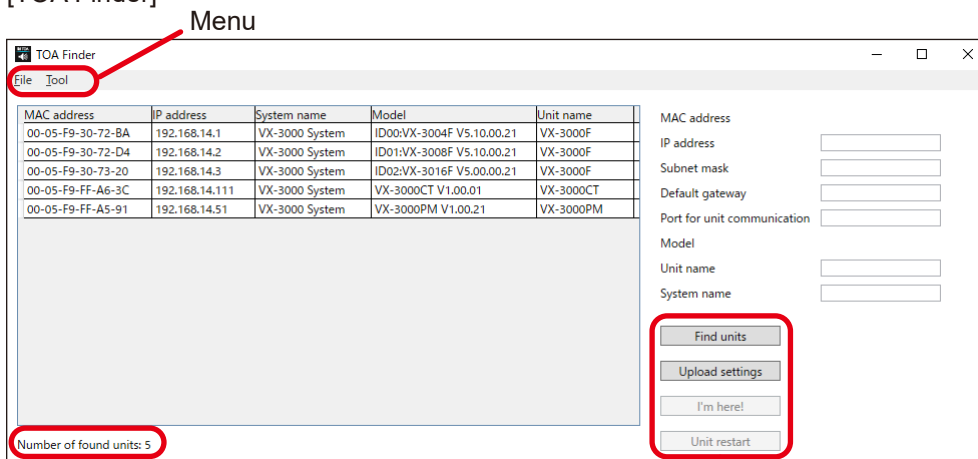 [TOA Finder]
Menu
TOA Finder
File Tool
MAC address IP address System name Model Unit name
00-05-F9-30-72-BA 192.168.14.1 VX-3000 System ID00:VX-3004F V5.10.00.21 VX-3000F
00-05-F9-30-72-D4 192.168.14.2 VX-3000 System ID01:VX-3008F V5.10.00.21 VX-3000F
00-05-F9-30-73-20 192.168.14.3 VX-3000 System ID02:VX-3016F V5.00.00.21 VX-3000F
00-05-F9-FF-A6-3C 192.168.14.111 VX-3000 System VX-3000CT V1.00.01 VX-3000CT
00-05-F9-FF-A5-91 192.168.14.51 VX-3000 System VX-3000PM V1.00.21 VX-3000PM
MAC address
IP address
Subnet mask
Default gateway
Port for unit communication
Model
Unit name
System name
Find units
Upload settings
I'm here!
Unit restart
Number of found units: 5